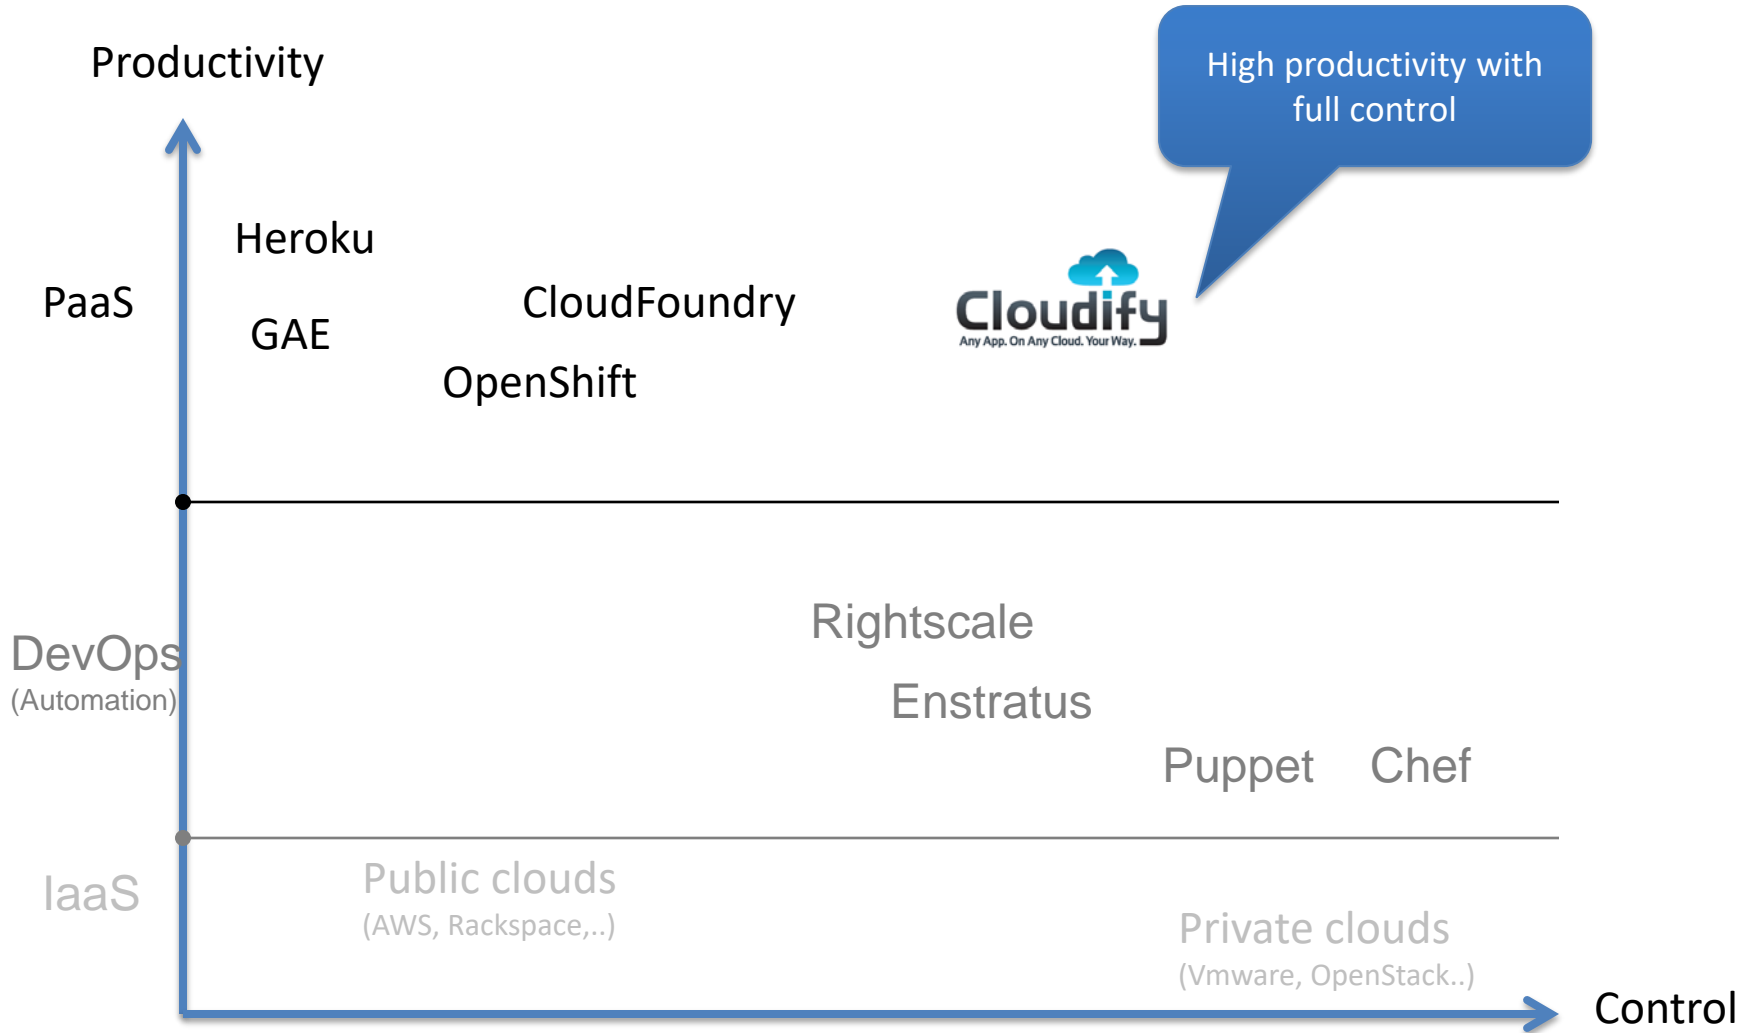 Productivity
High productivity with
full control
Heroku
PaaS
CloudFoundry
GAE
Cloudify
Any App. On Any Cloud. Your Way.
OpenShift
Rightscale
DevOps
(Automation)
Enstratus
Puppet
Chef
IaaS
Public clouds
(AWS, Rackspace,..)
Private clouds
(Vmware, OpenStack..)
Control